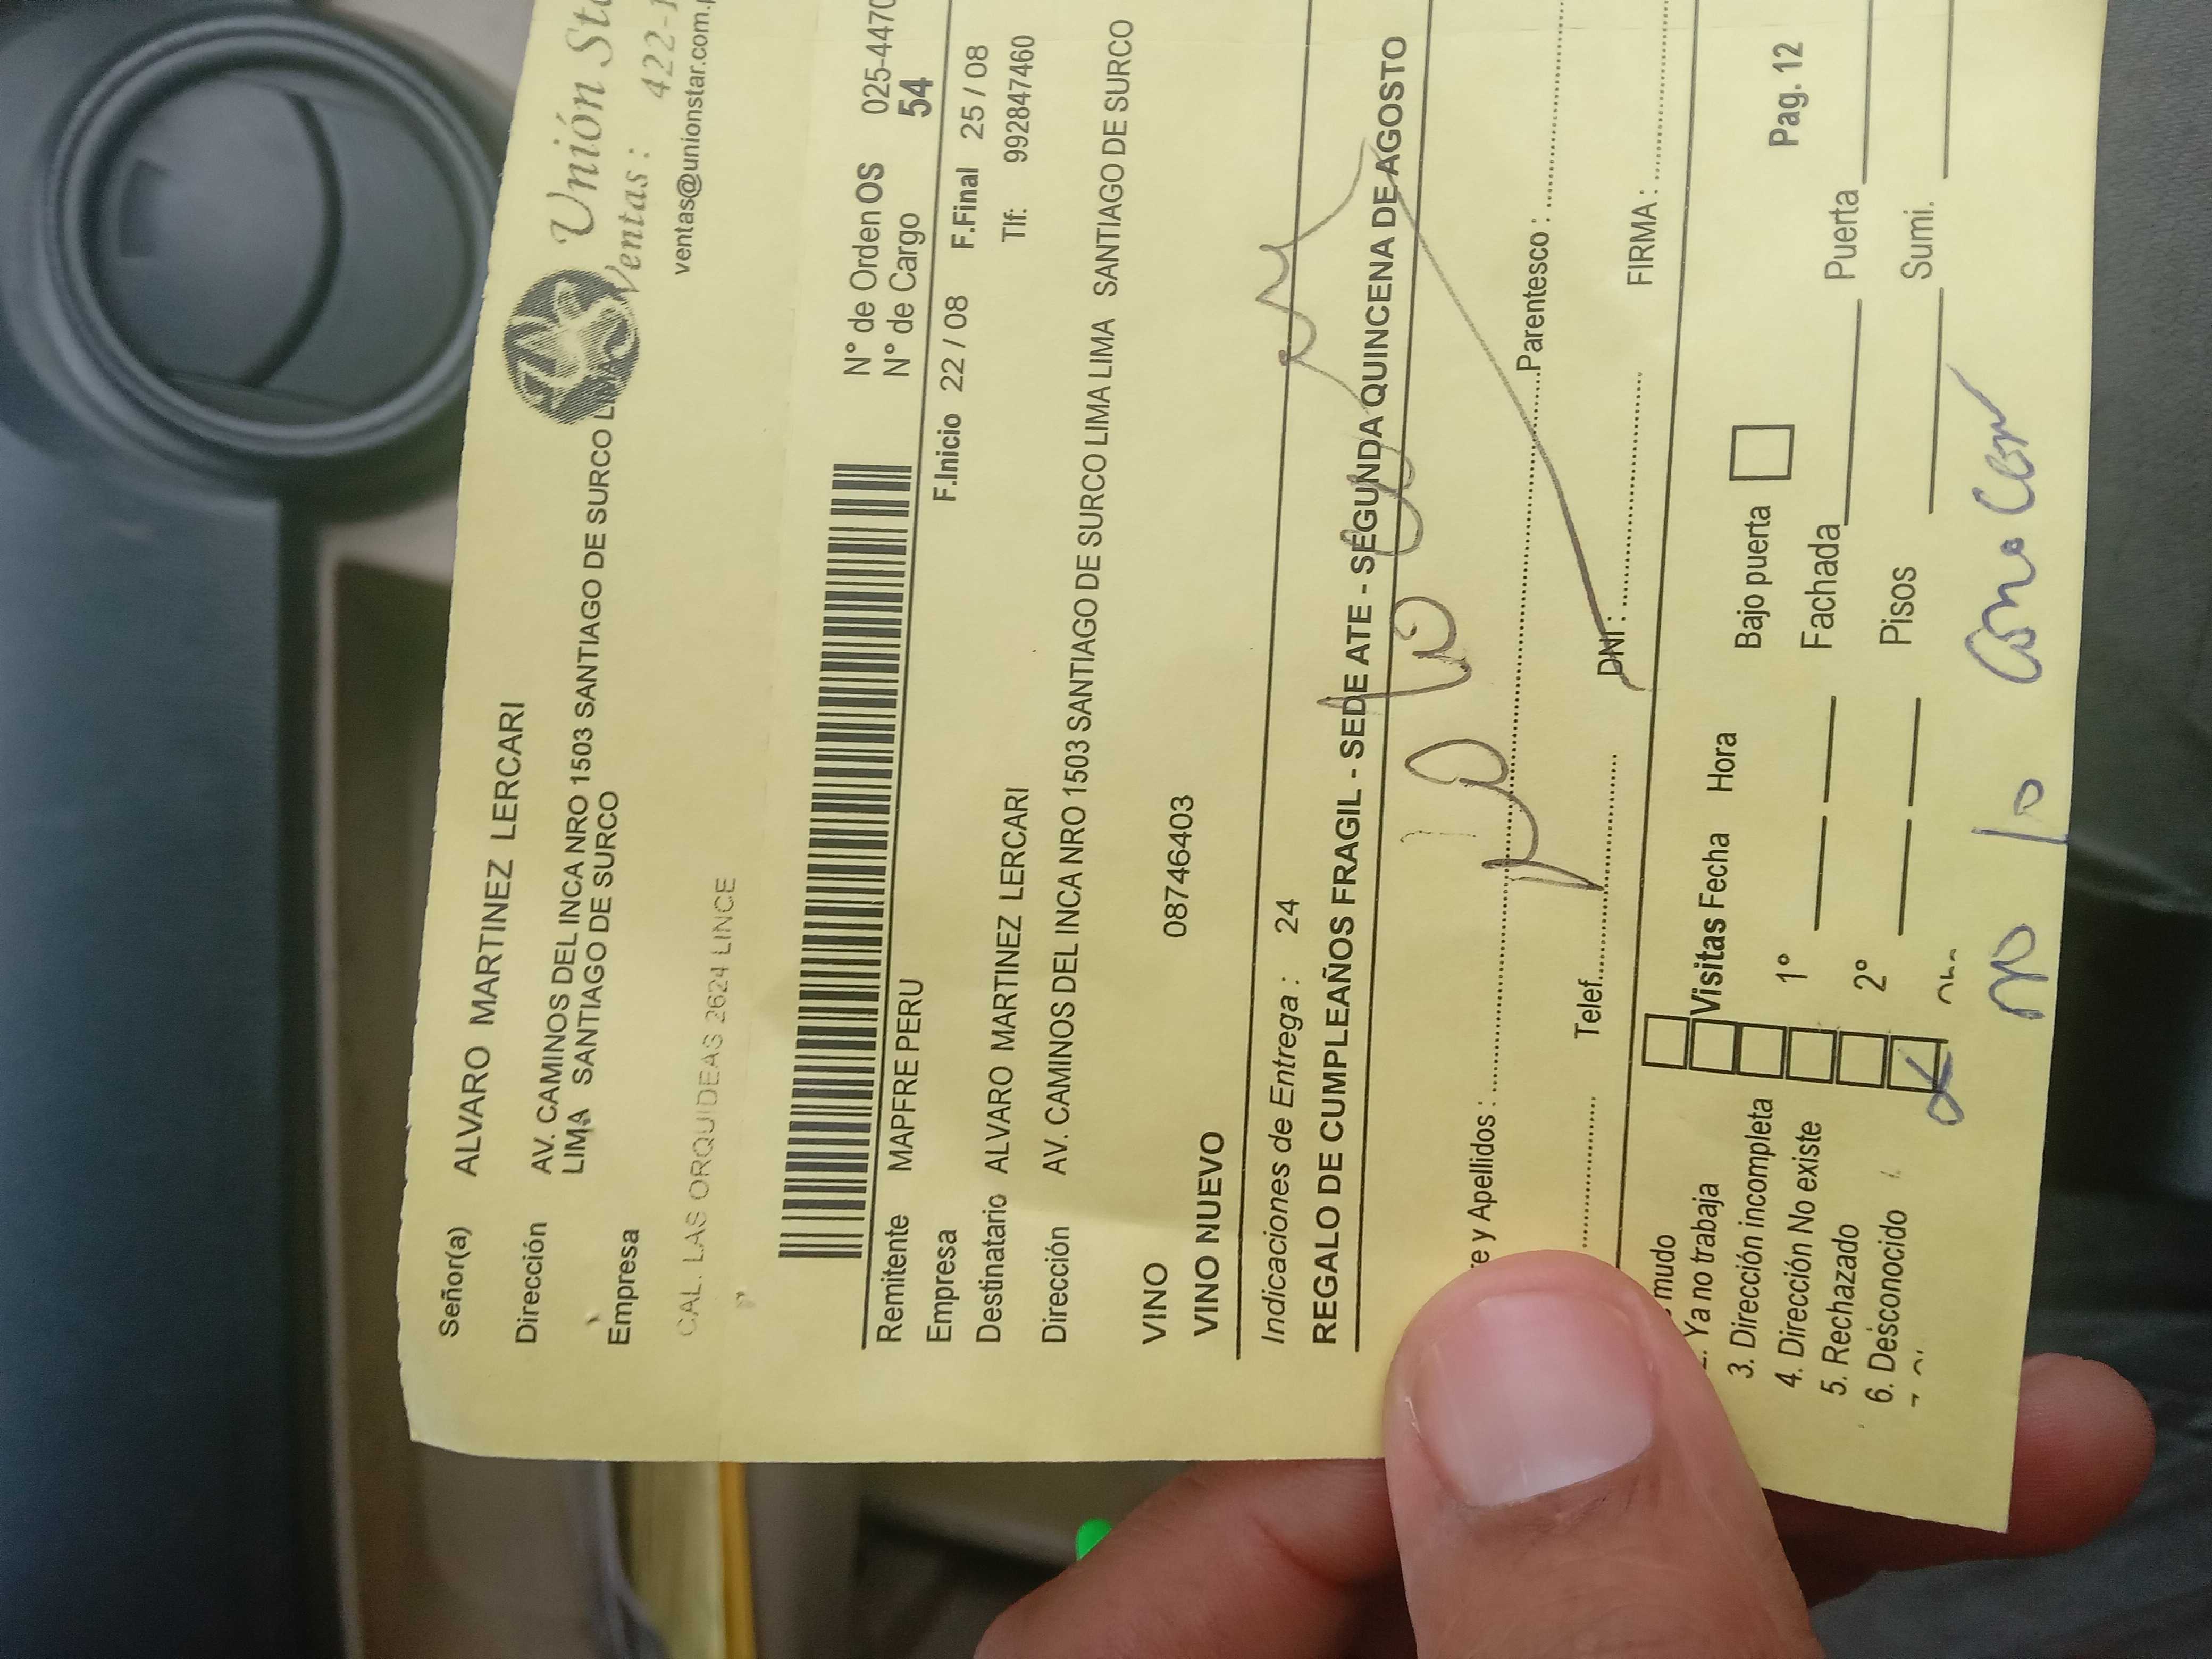 Señor(a) ALVARO MARTINEZ LERCARI
Unión
Ventas : 422-1
ventas@unionstar.com.
Dirección AV. CAMINOS DEL INCA NRO 1503 SANTIAGO DE SURCO
LIMA SANTIAGO DE SURCO
Empresa
CAL. LAS ORQUIDEAS 2624 LINCE
N° de Orden OS 025-4470
N° de Cargo 54
Remitente MAPFRE PERU
F.Inicio 22 / 08 F.Final 25 / 08
Empresa
Tlf: 992847460
Destinatario ALVARO MARTINEZ LERCARI
Dirección AV. CAMINOS DEL INCA NRO 1503 SANTIAGO DE SURCO LIMA LIMA SANTIAGO DE SURCO
VINO 08746403
VINO NUEVO
Indicaciones de Entrega : 24
REGALO DE CUMPLEAÑOS FRAGIL - SEDE ATE - SEGUNDA QUINCENA DE AGOSTO
y Apellidos : Parentesco :
Telef. DNI : FIRMA :
Ya no trabaja
Visitas Fecha Hora Bajo puerta Pag. 12
3. Dirección incompleta
4. Dirección No existe
1° Fachada Puerta
5. Rechazado
6. Desconocido
2° Pisos Sumi.
no lo conocen